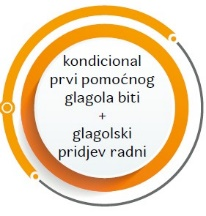 kondicional
prvi pomoćnog
glagola biti
+
glagolski
pridjev radni